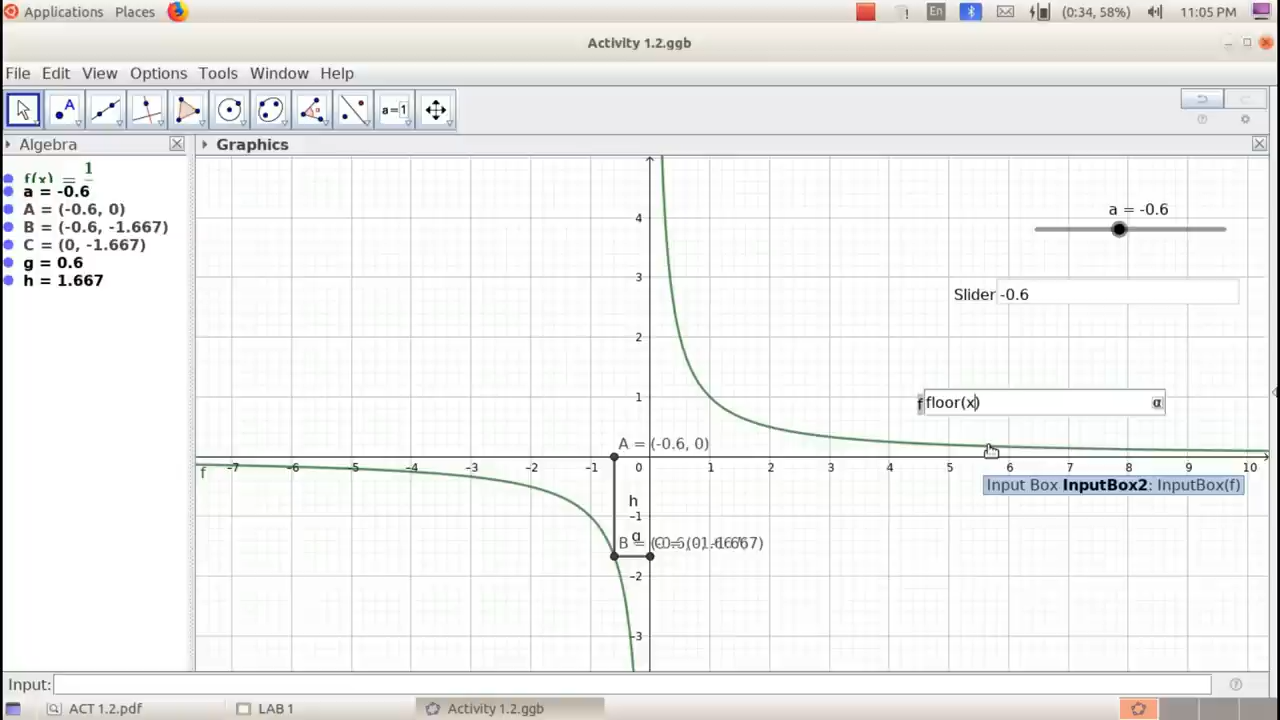 Applications Places En (0:34, 58%) 11:05 PM
Activity 1.2.ggb
File Edit View Options Tools Window Help
A a=1
Algebra Graphics
f(x) = 1
a = -0.6
A = (-0.6, 0)
B = (-0.6, -1.667)
C = (0, -1.667)
g = 0.6
h = 1.667
a = -0.6
4
3
Slider -0.6
2
1
f floor(x) α
A = (-0.6, 0)
f -7 -6 -5 -4 -3 -2 -1 0 1 2 3 4 5 6 7 8 9 10
Input Box InputBox2: InputBox(f)
h
-1
g
-2
-3
Input:
ACT 1.2.pdf LAB 1 Activity 1.2.ggb